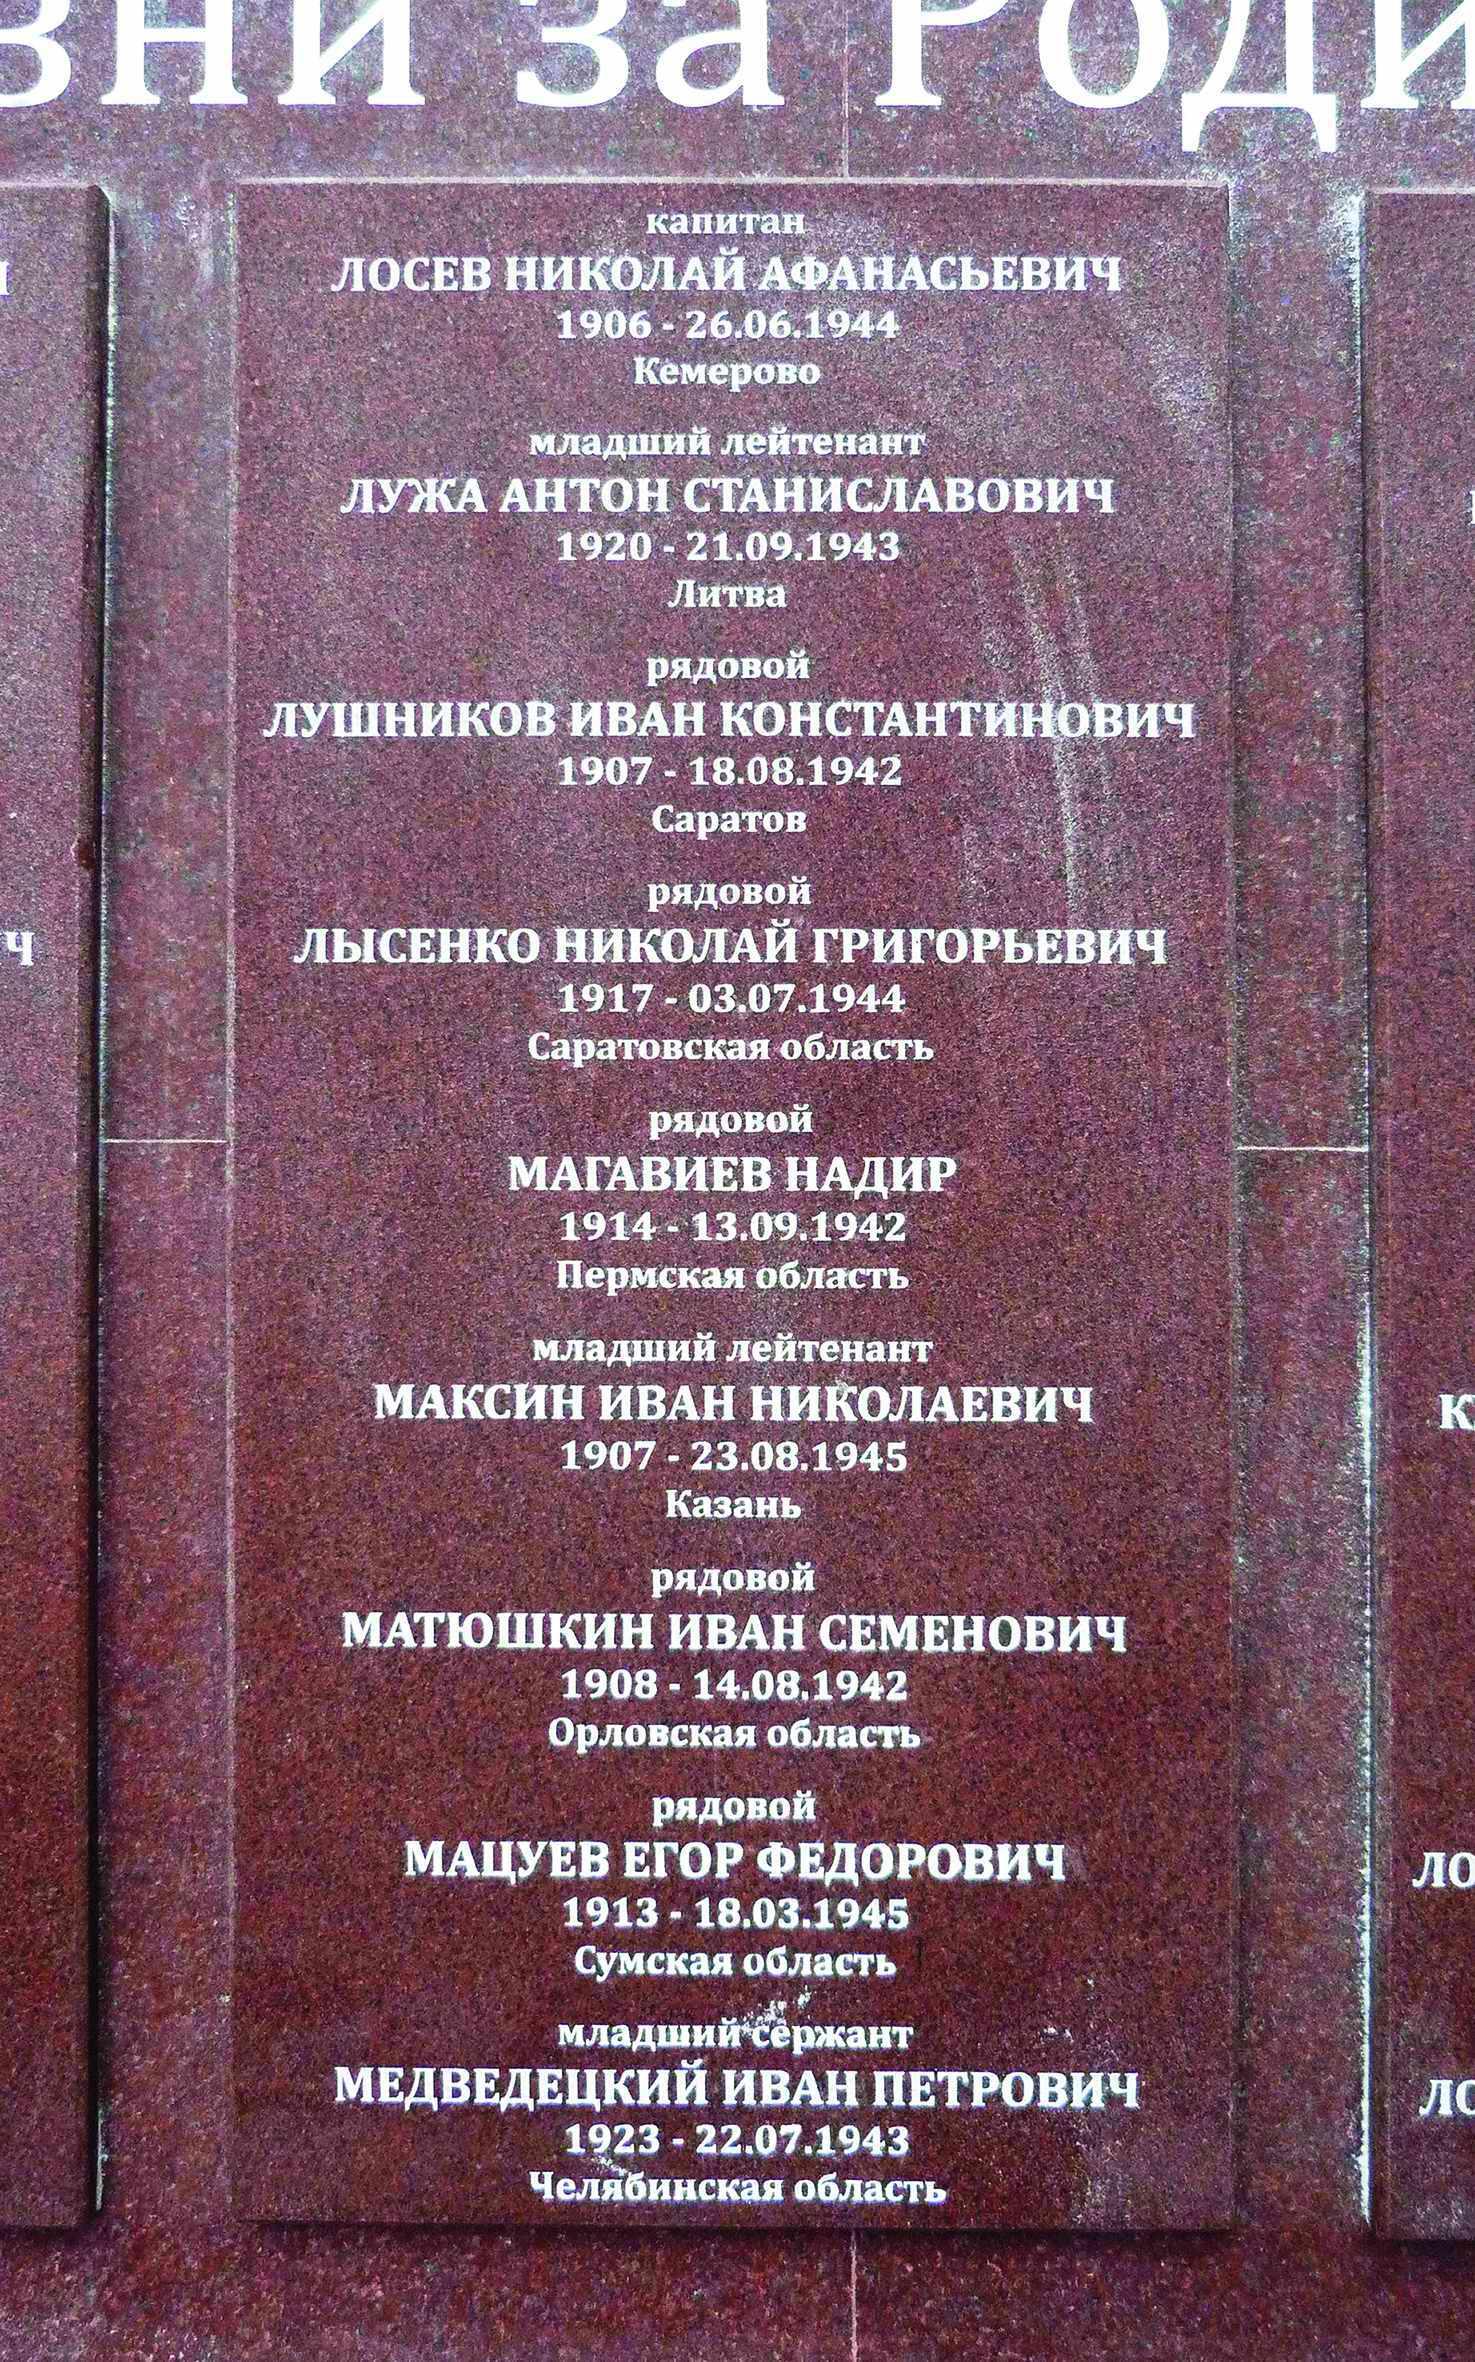 зни за Роди
капитан
ЛОСЕВ НИКОЛАЙ АФАНАСЬЕВИЧ
1906 - 26.06.1944
Кемерово
младший лейтенант
ЛУЖА АНТОН СТАНИСЛАВОВИЧ
1920 - 21.09.1943
Литва
рядовой
ЛУШНИКОВ ИВАН КОНСТАНТИНОВИЧ
1907 - 18.08.1942
Саратов
рядовой
ЛЫСЕНКО НИКОЛАЙ ГРИГОРЬЕВИЧ
1917 - 03.07.1944
Саратовская область
рядовой
МАГАВИЕВ НАДИР
1914 - 13.09.1942
Пермская область
младший лейтенант
МАКСИН ИВАН НИКОЛАЕВИЧ
1907 - 23.08.1945
Казань
рядовой
МАТЮШКИН ИВАН СЕМЕНОВИЧ
1908 - 14.08.1942
Орловская область
рядовой
МАЦУЕВ ЕГОР ФЕДОРОВИЧ
1913 - 18.03.1945
Сумская область
младший сержант
МЕДВЕДЕЦКИЙ ИВАН ПЕТРОВИЧ
1923 - 22.07.1943
Челябинская область